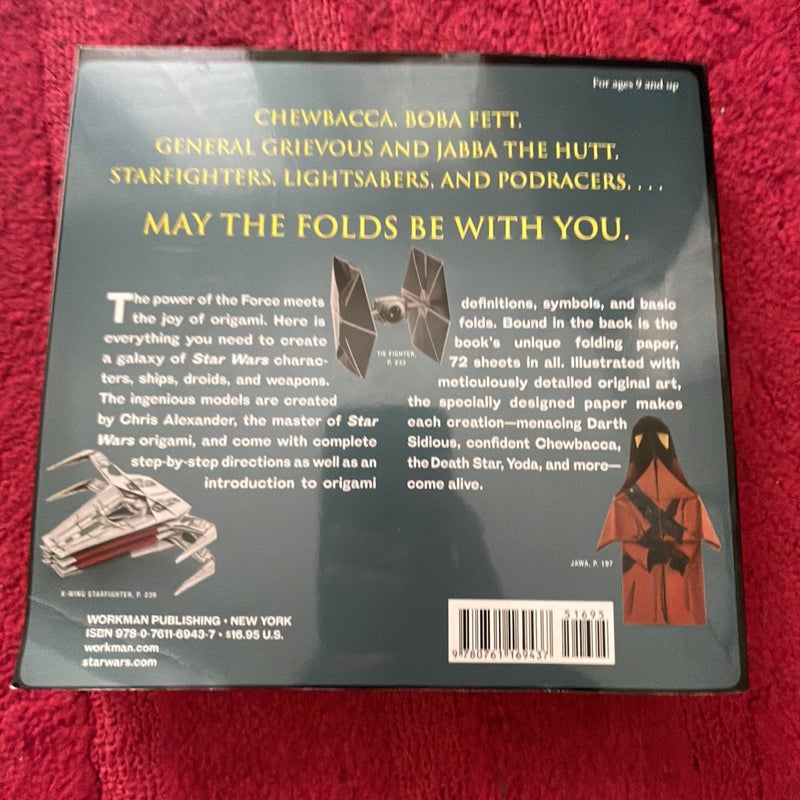 For ages 9 and up
CHEWBACCA, BOBA FETT,
GENERAL GRIEVOUS AND JABBA THE HUTT,
STARFIGHTERS, LIGHTSABERS, AND PODRACERS. . . .
MAY THE FOLDS BE WITH YOU.
The power of the Force meets
the joy of origami. Here is
everything you need to create
a galaxy of Star Wars charac-
ters, ships, droids, and weapons.
The ingenious models are created
by Chris Alexander, the master of Star
Wars origami, and come with complete
step-by-step directions as well as an
introduction to origami
definitions, symbols, and basic
folds. Bound in the back is the
book's unique folding paper,
72 sheets in all. Illustrated with
meticulously detailed original art,
the specially designed paper makes
each creation—menacing Darth
Sidious, confident Chewbacca,
the Death Star, Yoda, and more—
come alive.
TIE FIGHTER,
P. 233
X-WING STARFIGHTER, P. 239
JAWA, P. 197
WORKMAN PUBLISHING • NEW YORK
ISBN 978-0-7611-6943-7 • $16.95 U.S.
workman.com
starwars.com
51695
9 780761 169437